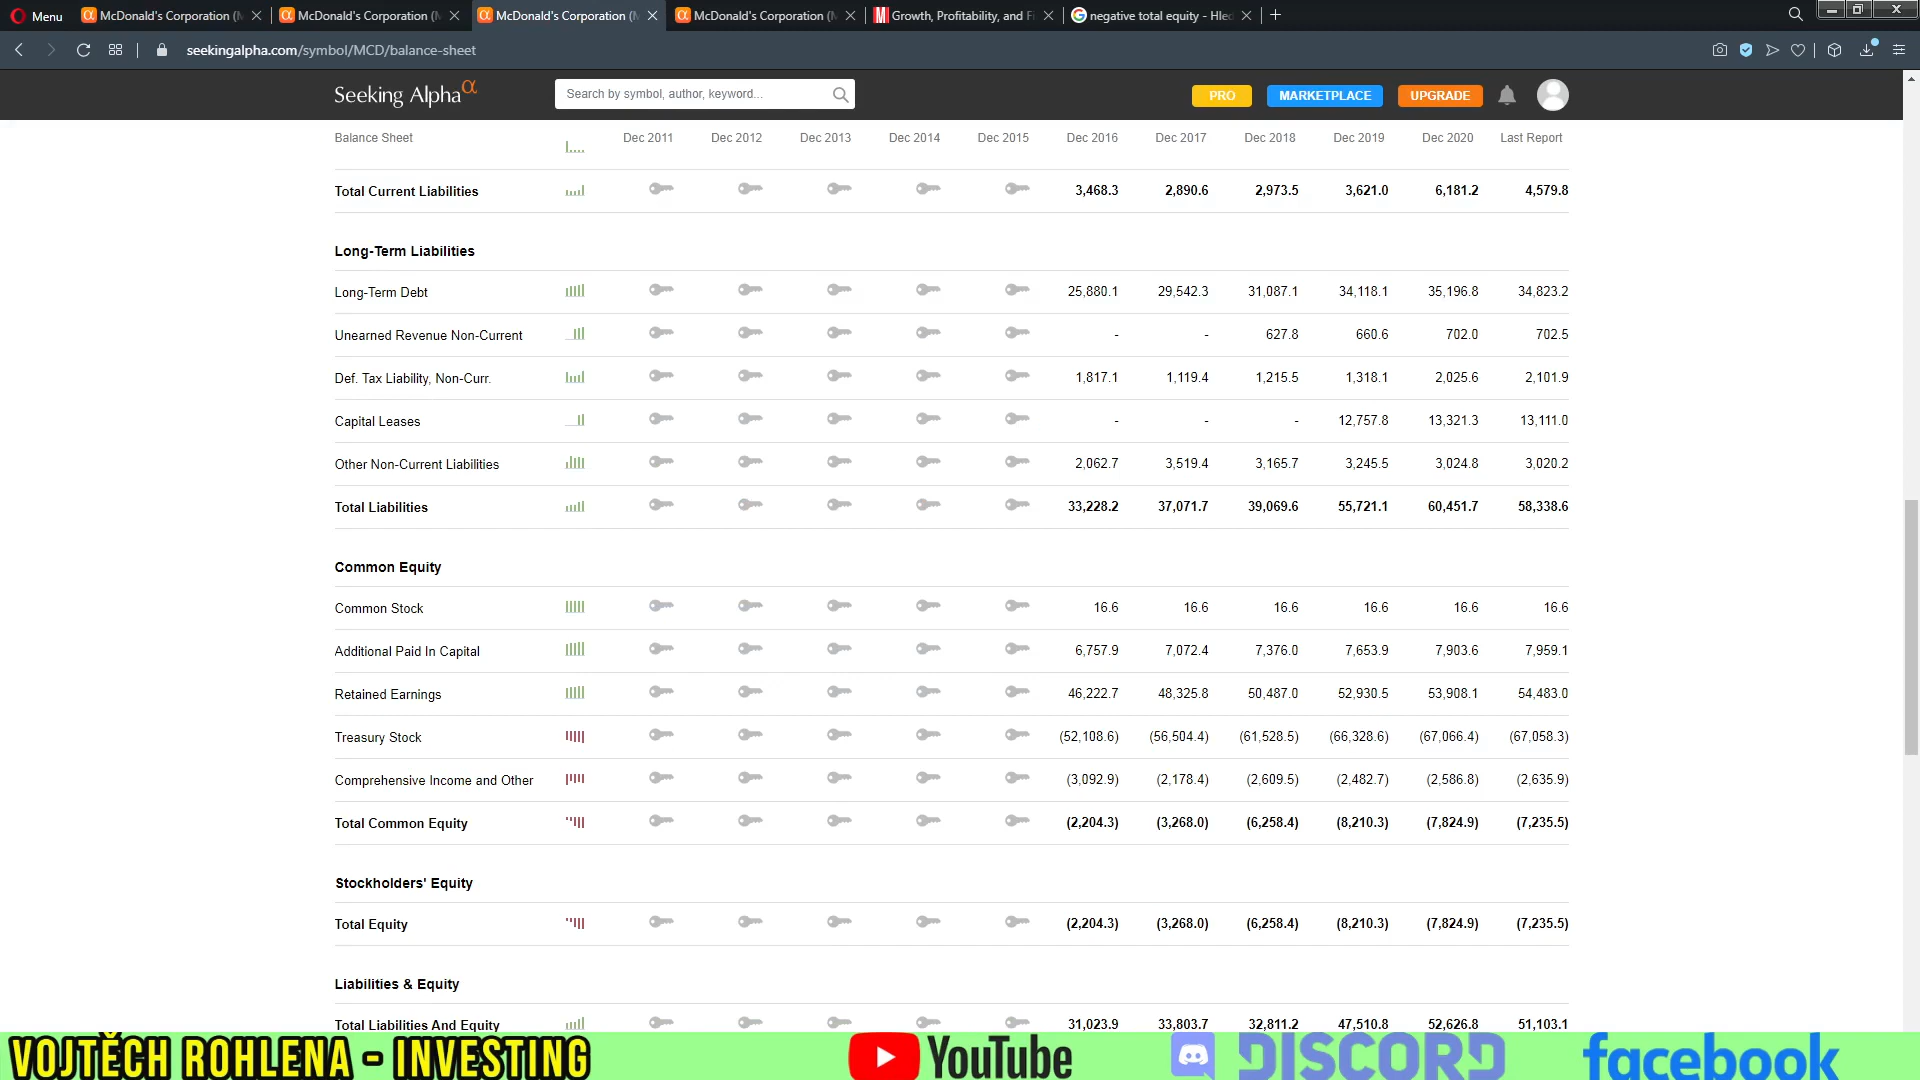 Menu McDonald's Corporation (M McDonald's Corporation (M McDonald's Corporation (M McDonald's Corporation (M Growth, Profitability, and Fi negative total equity - Hled
seekingalpha.com/symbol/MCD/balance-sheet
Seeking Alpha α Search by symbol, author, keyword... PRO MARKETPLACE UPGRADE
Balance Sheet Dec 2011 Dec 2012 Dec 2013 Dec 2014 Dec 2015 Dec 2016 Dec 2017 Dec 2018 Dec 2019 Dec 2020 Last Report
Total Current Liabilities 3,468.3 2,890.6 2,973.5 3,621.0 6,181.2 4,579.8
Long-Term Liabilities
Long-Term Debt 25,880.1 29,542.3 31,087.1 34,118.1 35,196.8 34,823.2
Unearned Revenue Non-Current - - 627.8 660.6 702.0 702.5
Def. Tax Liability, Non-Curr. 1,817.1 1,119.4 1,215.5 1,318.1 2,025.6 2,101.9
Capital Leases - - - 12,757.8 13,321.3 13,111.0
Other Non-Current Liabilities 2,062.7 3,519.4 3,165.7 3,245.5 3,024.8 3,020.2
Total Liabilities 33,228.2 37,071.7 39,069.6 55,721.1 60,451.7 58,338.6
Common Equity
Common Stock 16.6 16.6 16.6 16.6 16.6 16.6
Additional Paid In Capital 6,757.9 7,072.4 7,376.0 7,653.9 7,903.6 7,959.1
Retained Earnings 46,222.7 48,325.8 50,487.0 52,930.5 53,908.1 54,483.0
Treasury Stock (52,108.6) (56,504.4) (61,528.5) (66,328.6) (67,066.4) (67,058.3)
Comprehensive Income and Other (3,092.9) (2,178.4) (2,609.5) (2,482.7) (2,586.8) (2,635.9)
Total Common Equity (2,204.3) (3,268.0) (6,258.4) (8,210.3) (7,824.9) (7,235.5)
Stockholders' Equity
Total Equity (2,204.3) (3,268.0) (6,258.4) (8,210.3) (7,824.9) (7,235.5)
Liabilities & Equity
Total Liabilities And Equity 31,023.9 33,803.7 32,811.2 47,510.8 52,626.8 51,103.1
VOJTĚCH ROHLENA - INVESTING YouTube DISCORD facebook